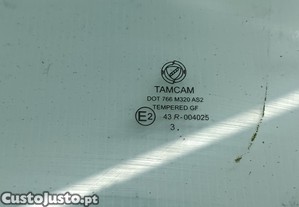 TAMCAM
DOT 766 M320 AS2
TEMPERED GF
E2 43 R-004025
3.
CustoJusto.pt